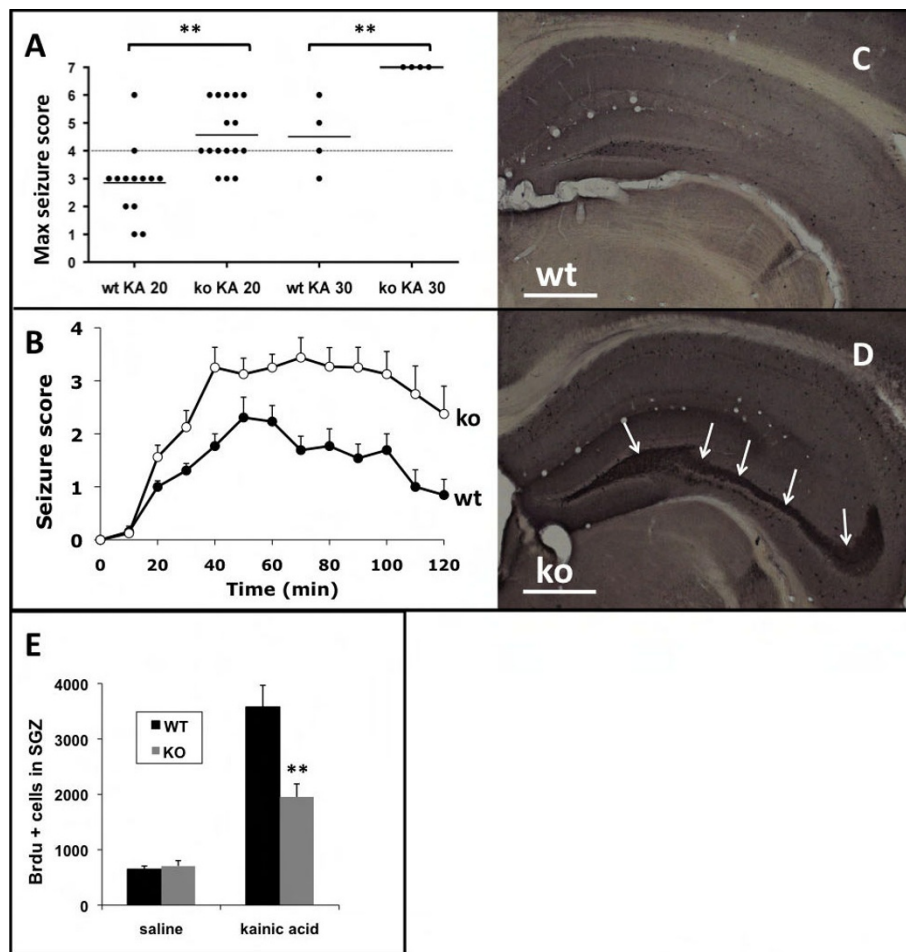 A
** **
Max seizure score
7
6
5
4
3
2
1
0
wt KA 20 ko KA 20 wt KA 30 ko KA 30
C
wt
B
Seizure score
4
3
2
1
0
0 20 40 60 80 100 120
Time (min)
ko
wt
D
ko
E
Brdu + cells in SGZ
4000
3000
2000
1000
0
WT
KO
**
saline kainic acid